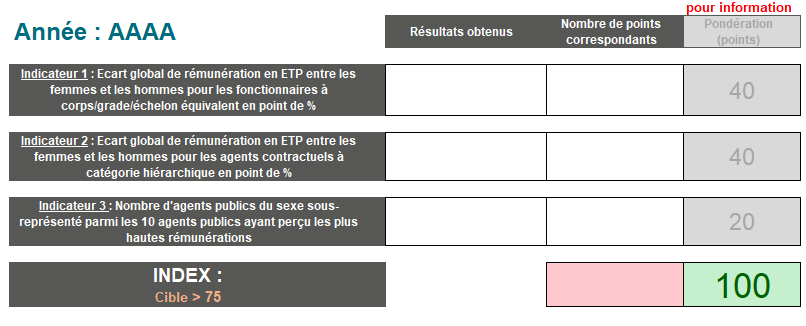 pour information
Année : AAAA
Résultats obtenus
Nombre de points
correspondants
Pondération
(points)
Indicateur 1 : Ecart global de rémunération en ETP entre les
femmes et les hommes pour les fonctionnaires à
corps/grade/échelon équivalent en point de %
40
Indicateur 2 : Ecart global de rémunération en ETP entre les
femmes et les hommes pour les agents contractuels à
catégorie hiérarchique en point de %
40
Indicateur 3 : Nombre d'agents publics du sexe sous-
représenté parmi les 10 agents publics ayant perçu les plus
hautes rémunérations
20
INDEX :
Cible > 75
100